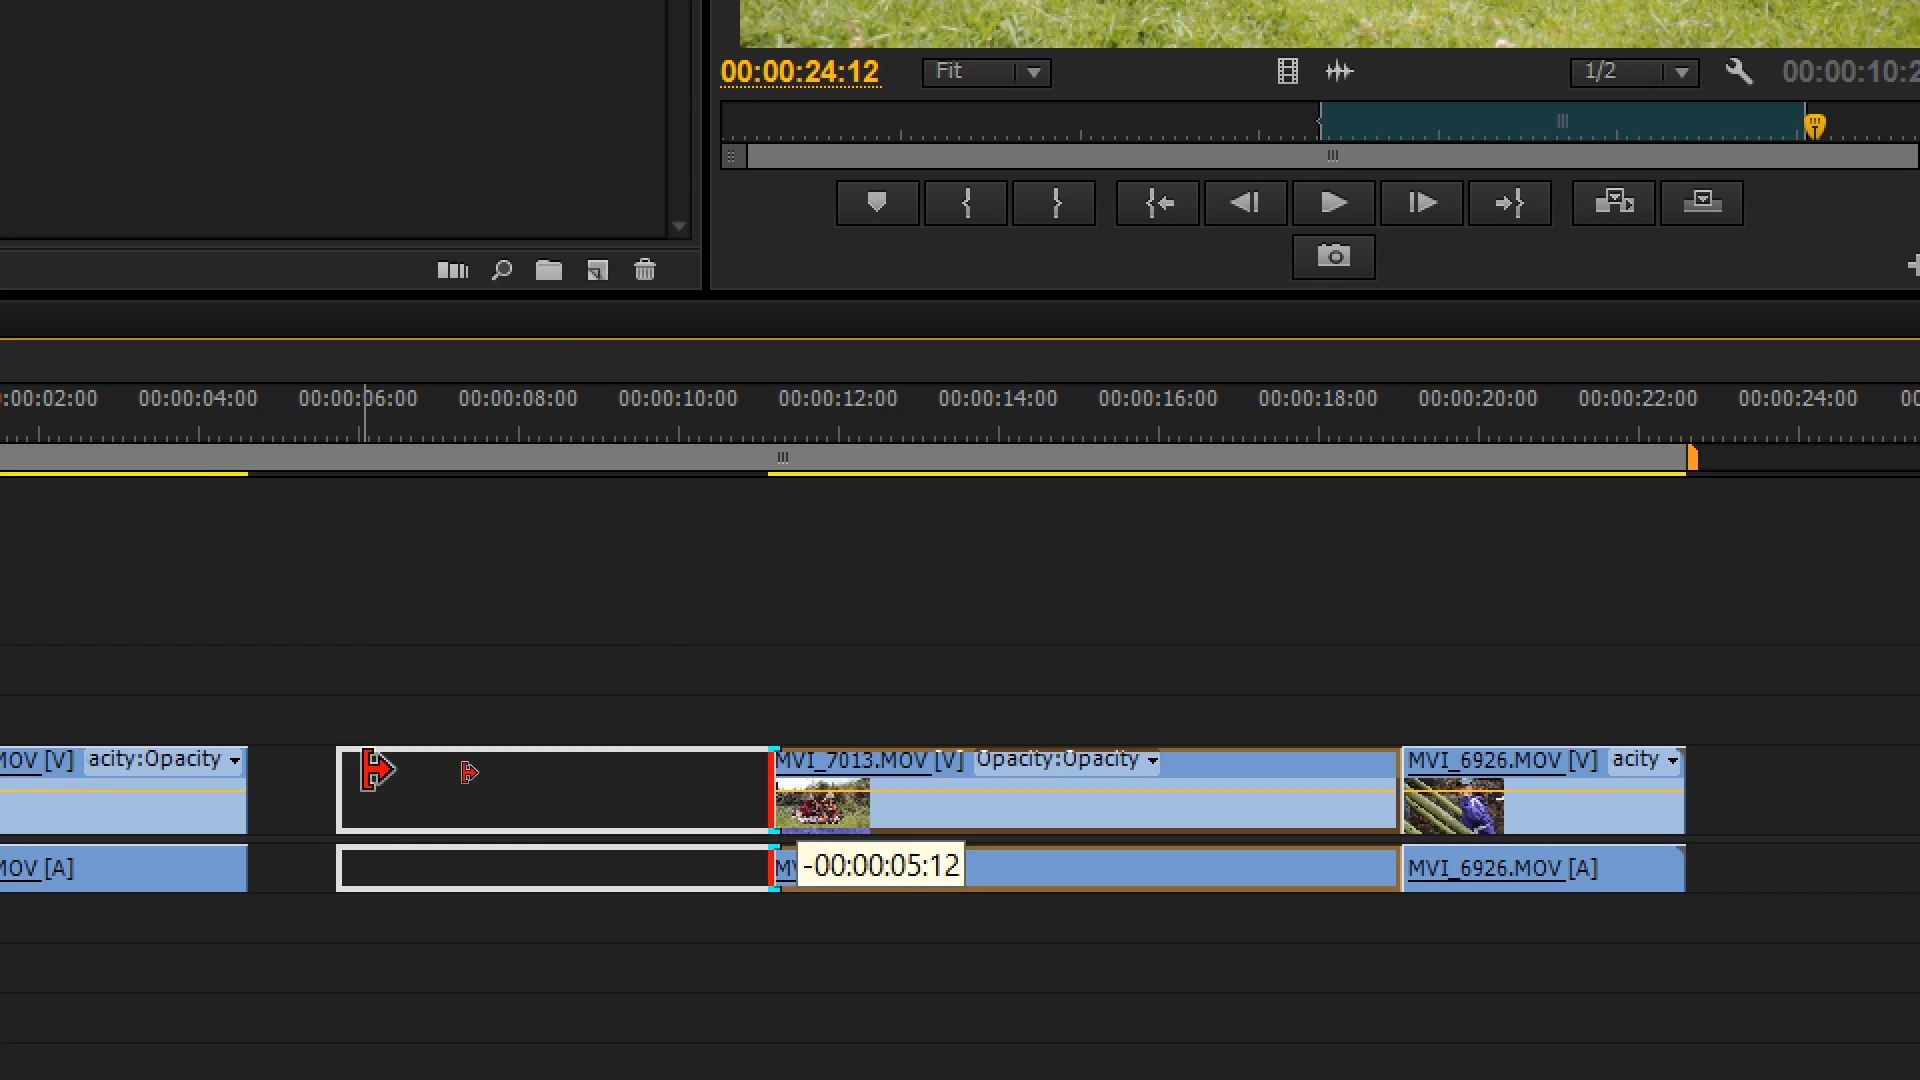 00:00:24:12 Fit 1/2 00:00:10:2
:00:02:00 00:00:04:00 00:00:06:00 00:00:08:00 00:00:10:00 00:00:12:00 00:00:14:00 00:00:16:00 00:00:18:00 00:00:20:00 00:00:22:00 00:00:24:00 00
MOV [V] acity:Opacity MVI_7013.MOV [V] Opacity:Opacity MVI_6926.MOV [V] acity
MOV [A] MV -00:00:05:12 MVI_6926.MOV [A]